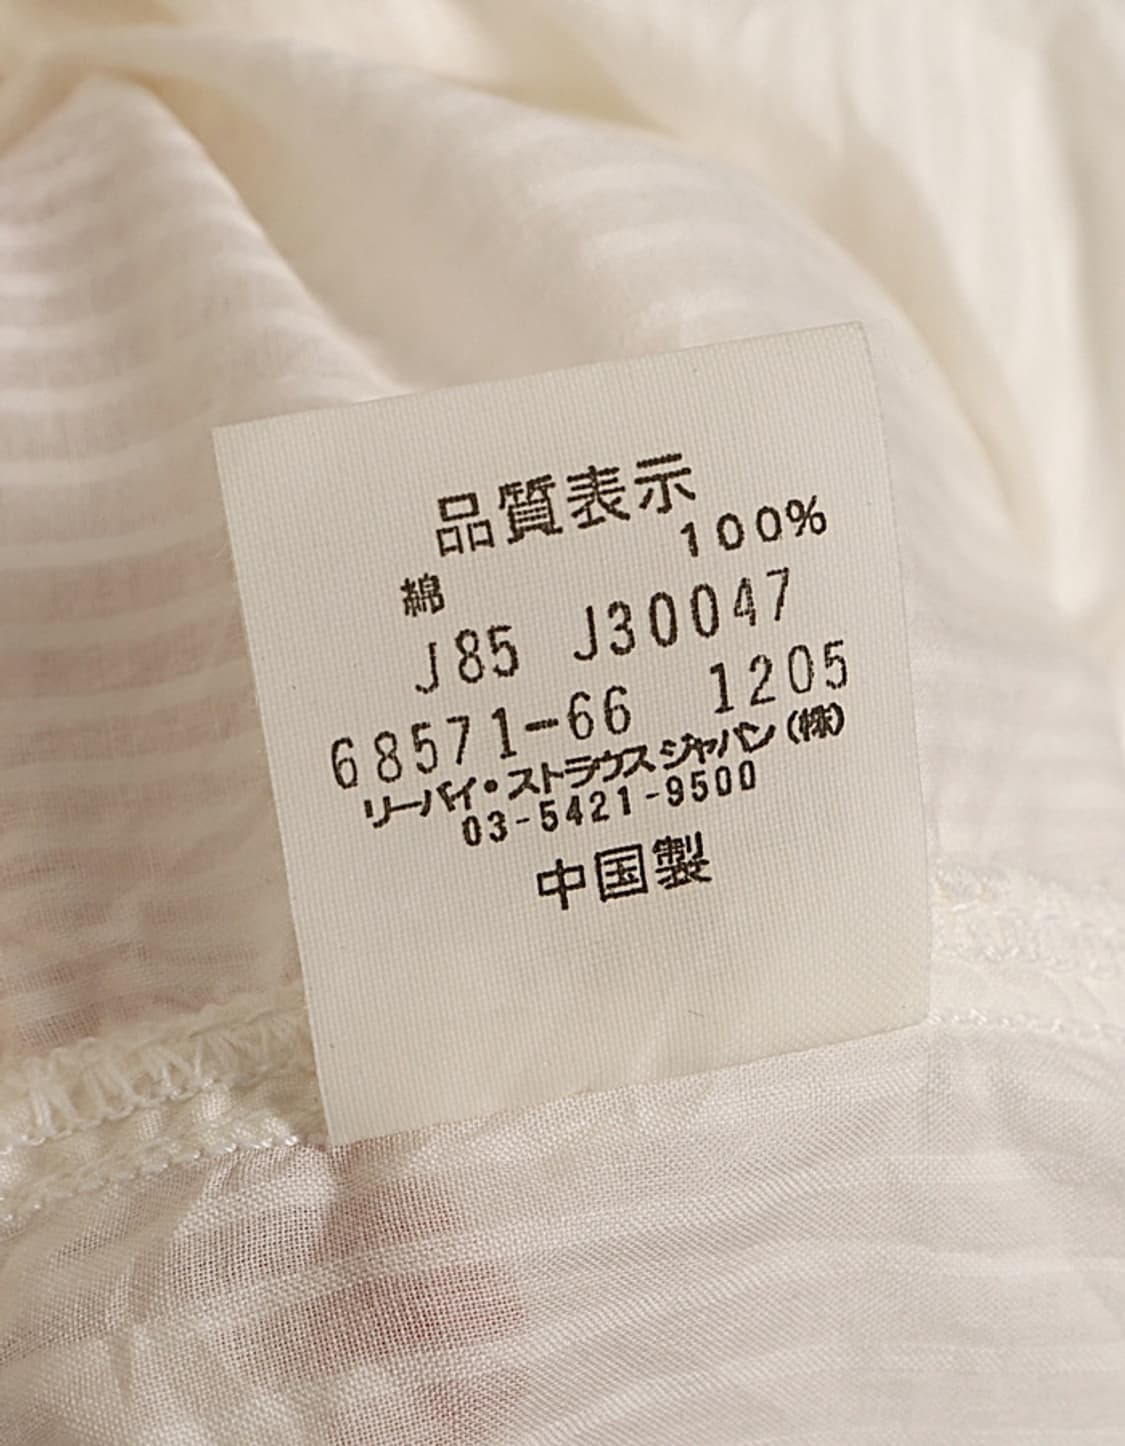 品質表示
綿 100%
J85 J30047
68571-66 1205
リーバイ・ストラウスジャパン(株)
03-5421-9500
中国製